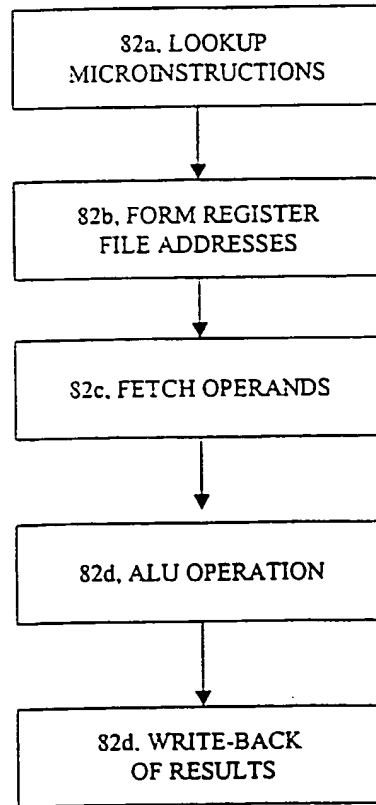 82a. LOOKUP
MICROINSTRUCTIONS
82b, FORM REGISTER
FILE ADDRESSES
82c, FETCH OPERANDS
82d, ALU OPERATION
82d. WRITE-BACK
OF RESULTS